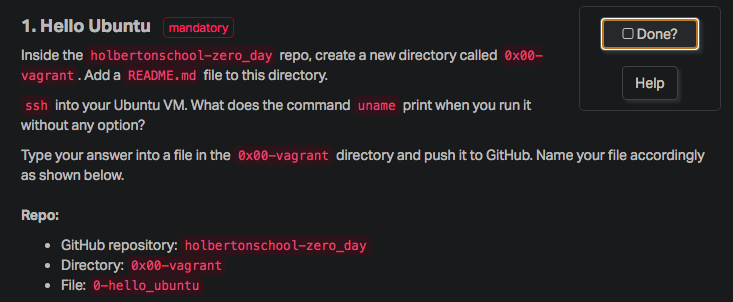 1. Hello Ubuntu mandatory
Done?
Help
Inside the holbertonschool-zero_day repo, create a new directory called 0x00-
vagrant. Add a README.md file to this directory.
ssh into your Ubuntu VM. What does the command uname print when you run it
without any option?
Type your answer into a file in the 0x00-vagrant directory and push it to GitHub. Name your file accordingly
as shown below.
Repo:
• GitHub repository: holbertonschool-zero_day
• Directory: 0x00-vagrant
• File: 0-hello_ubuntu